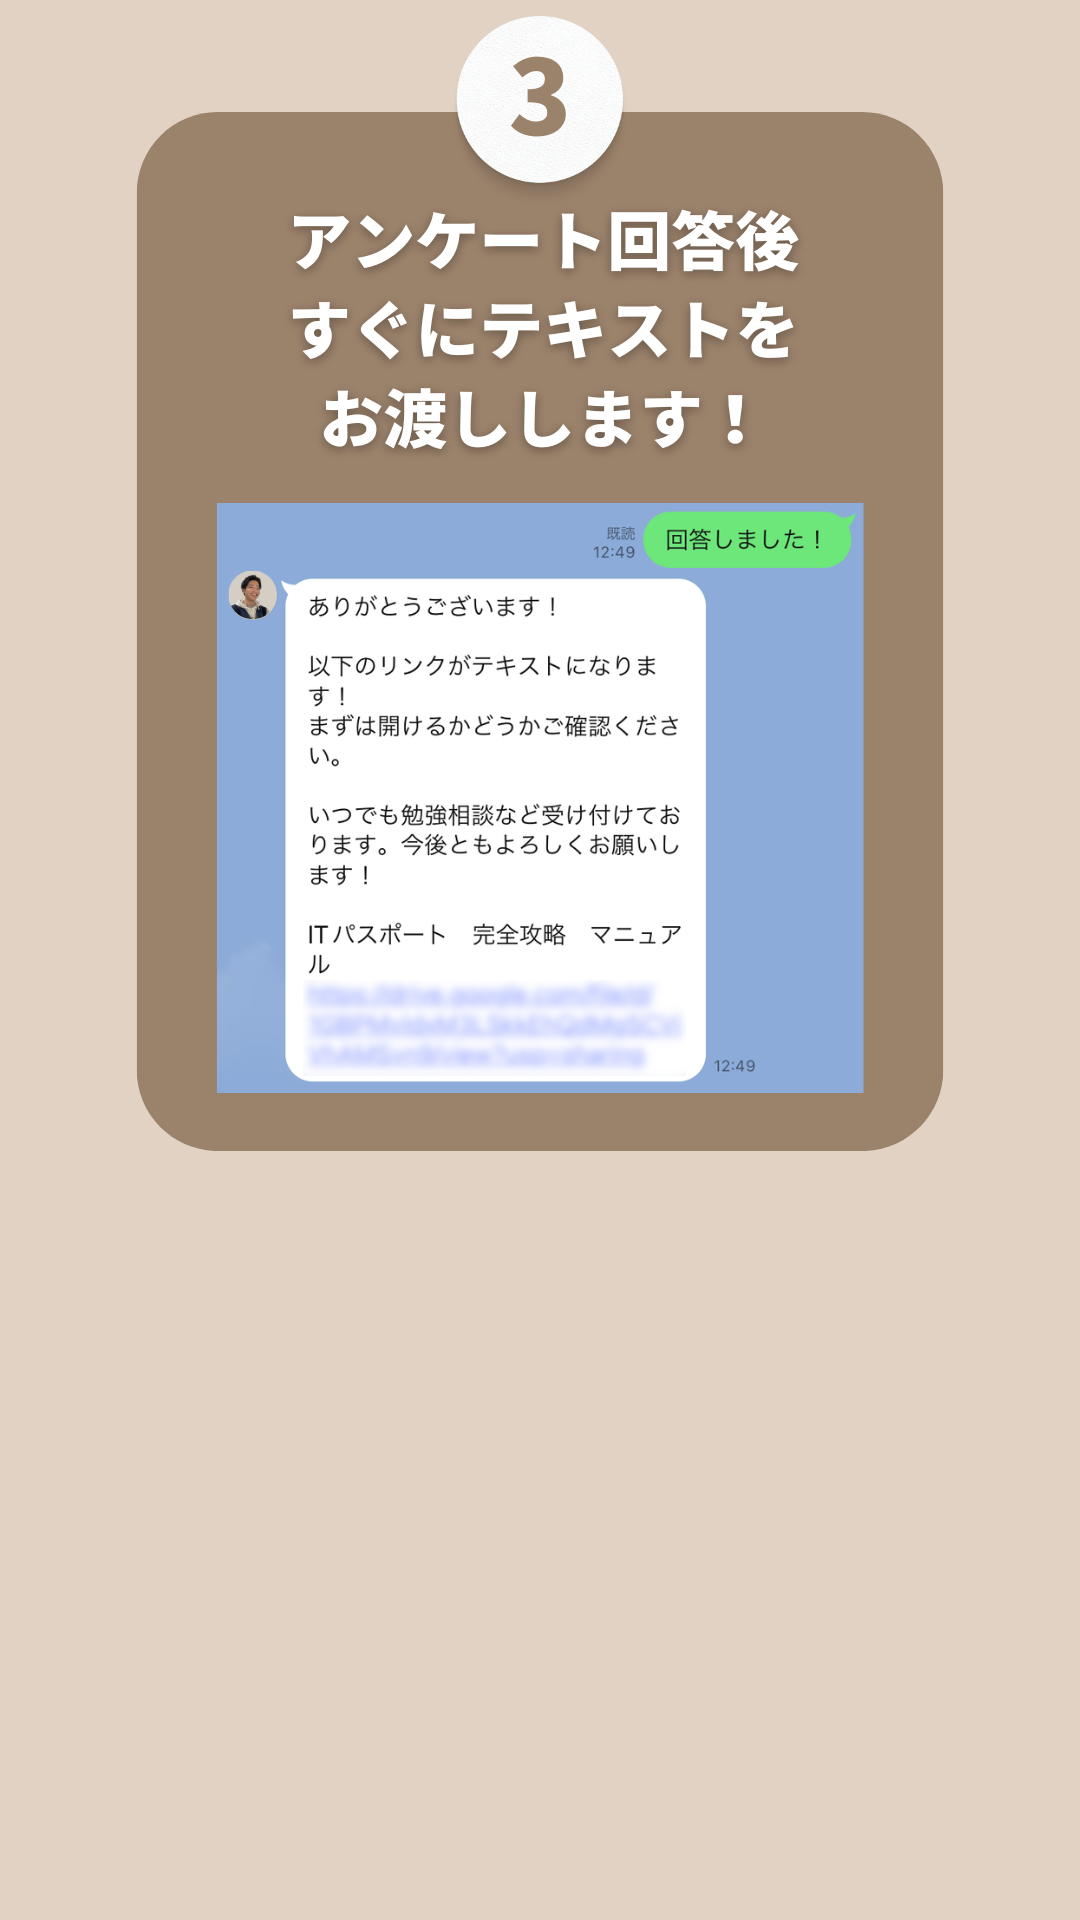 3
アンケート回答後
すぐにテキストを
お渡しします！
既読
12:49
回答しました！
ありがとうございます！
以下のリンクがテキストになりま
す！
まずは開けるかどうかご確認くださ
い。
いつでも勉強相談など受け付けてお
ります。今後ともよろしくお願いし
ます！
ITパスポート　完全攻略　マニュア
ル
12:49